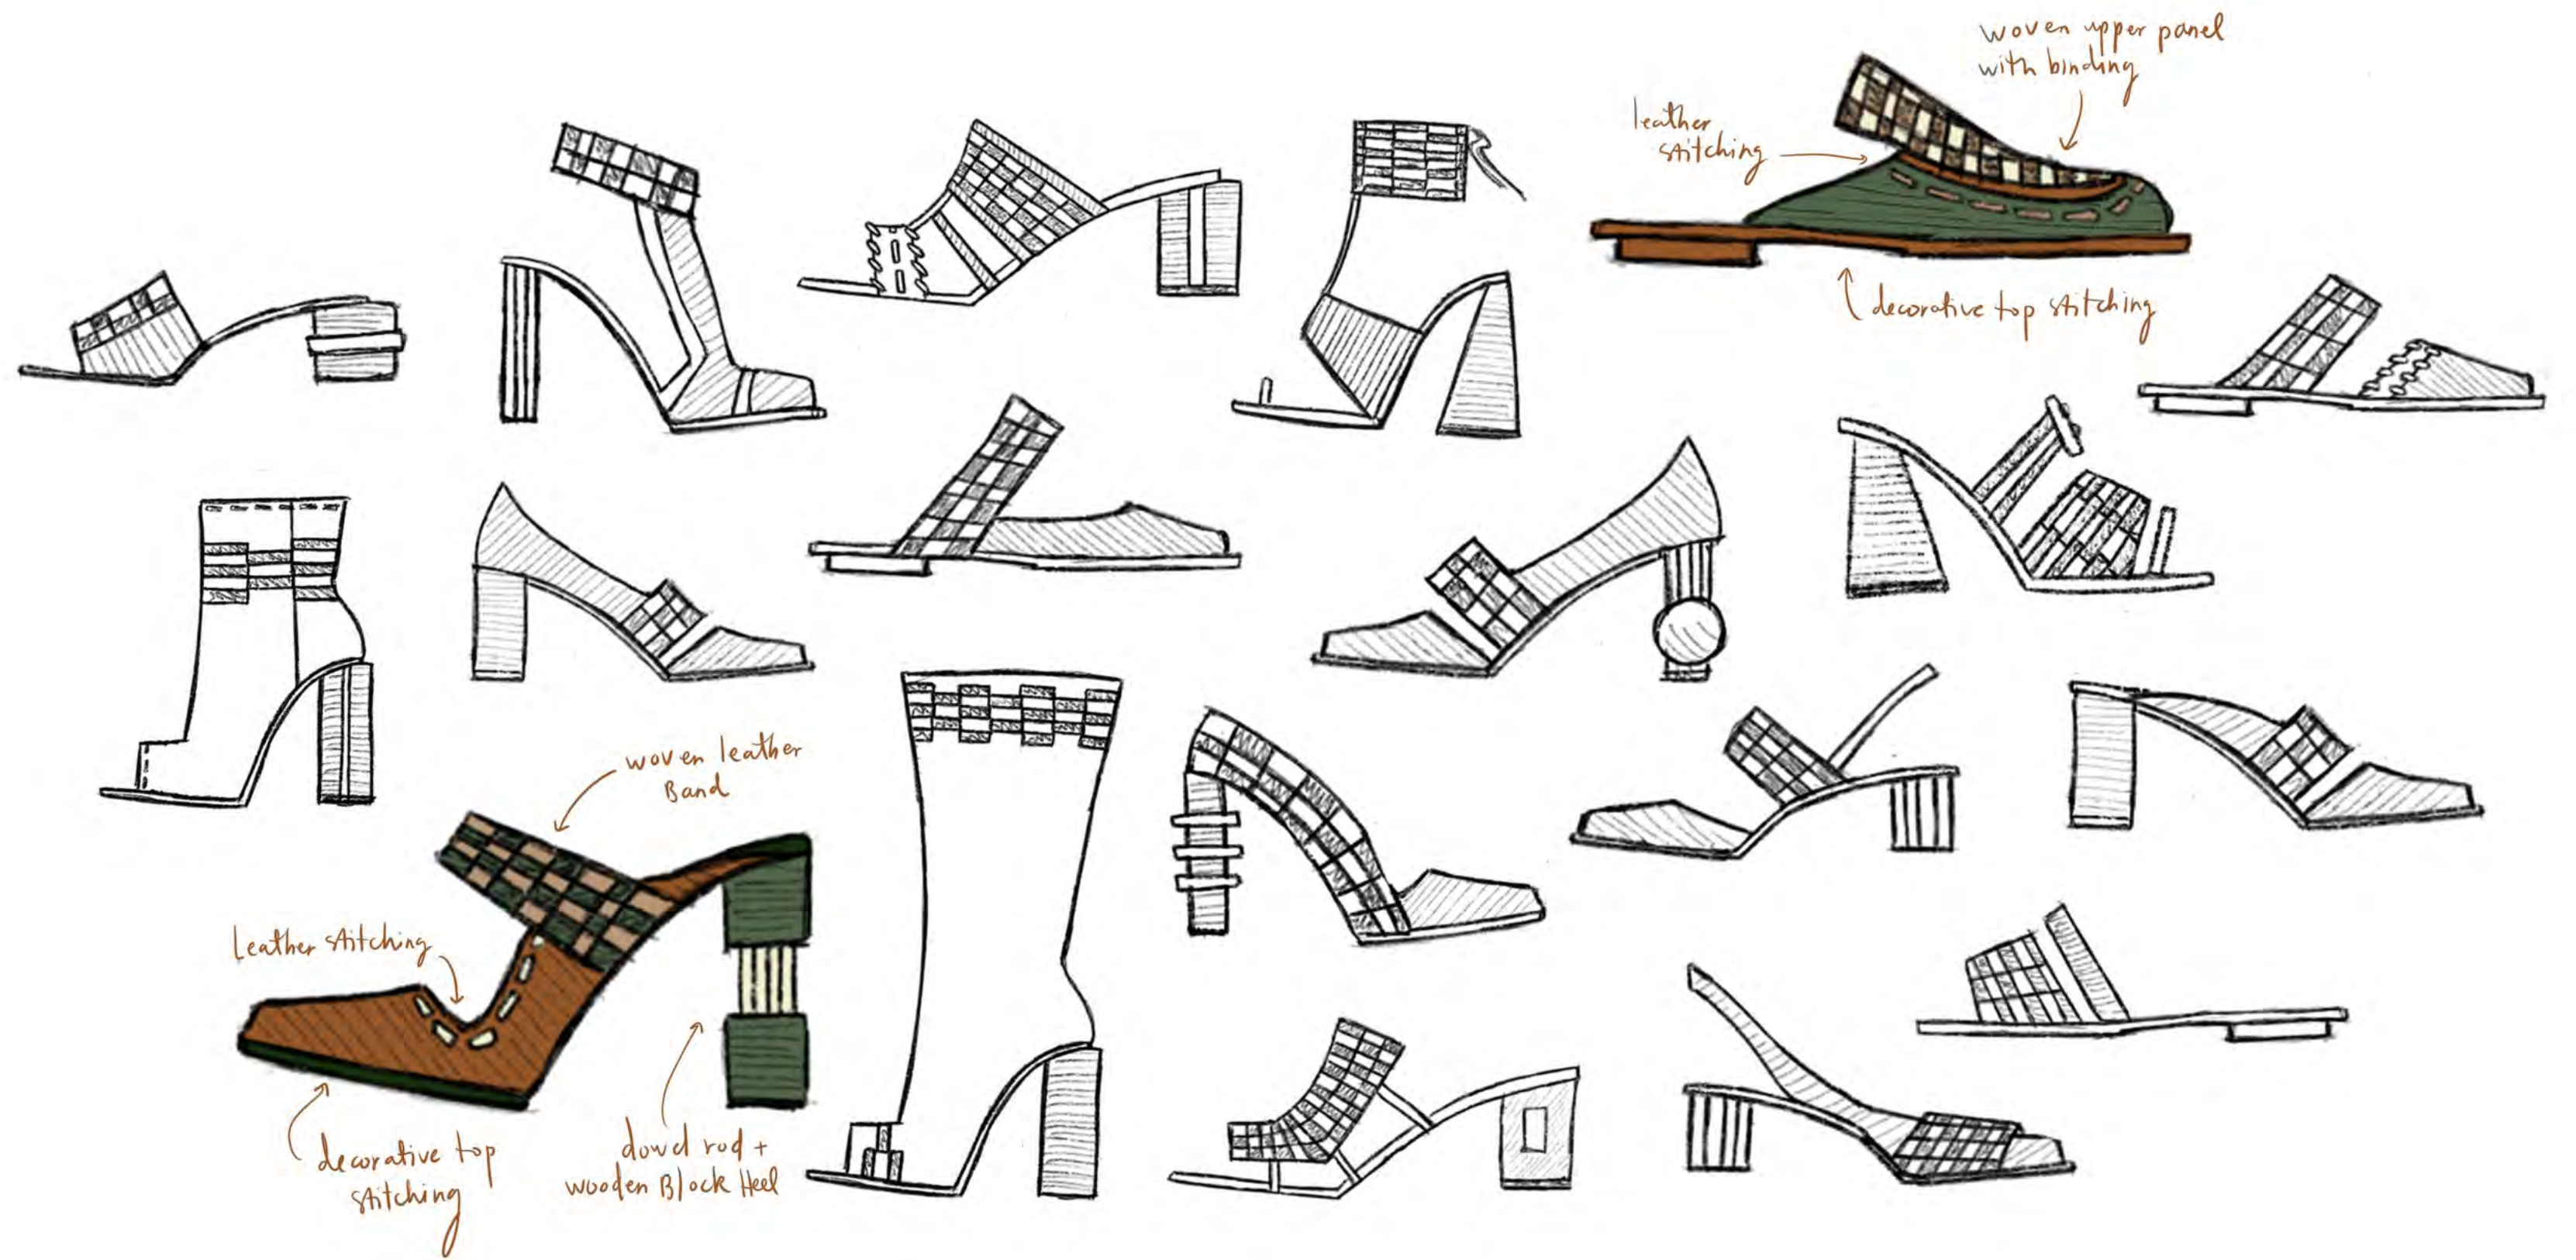 woven upper panel
with binding
leather
stitching
decorative top stitching
woven leather
Band
Leather stitching
decorative top
stitching
dowel rod +
wooden Block Heel